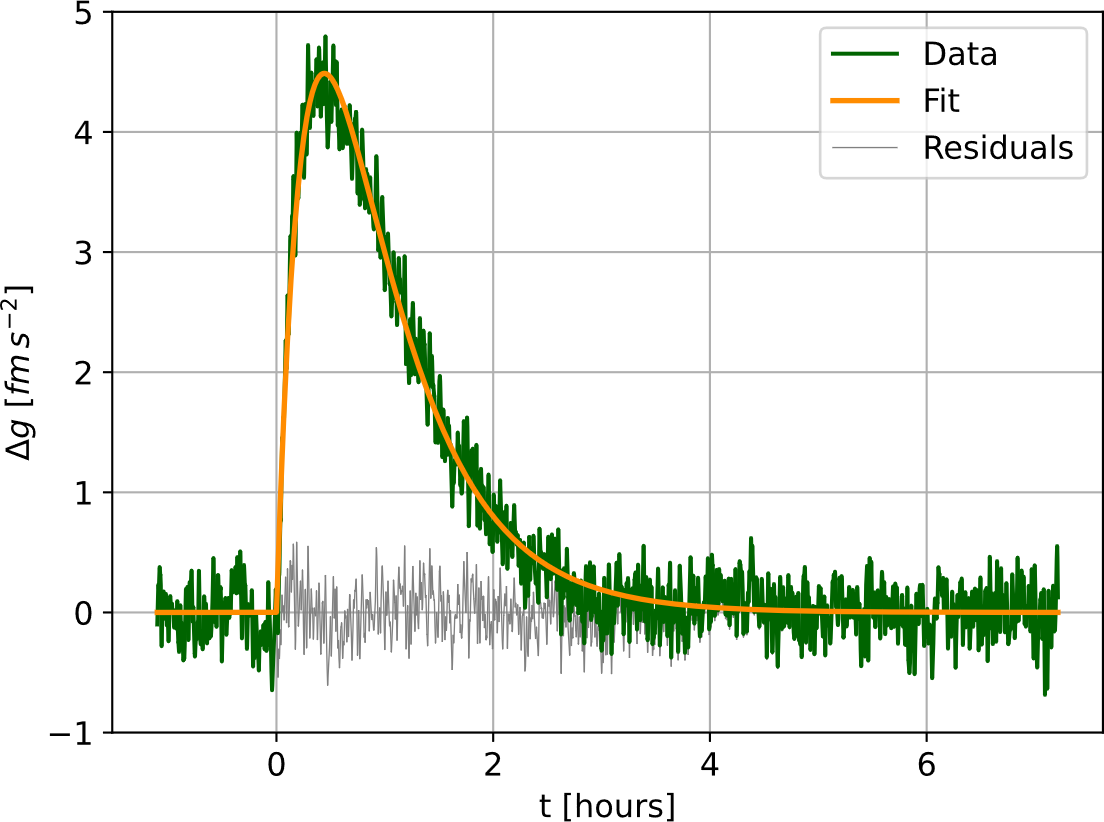 5
4
3
2
1
0
−1
Δg [fm s⁻²]
Data
Fit
Residuals
0 2 4 6
t [hours]